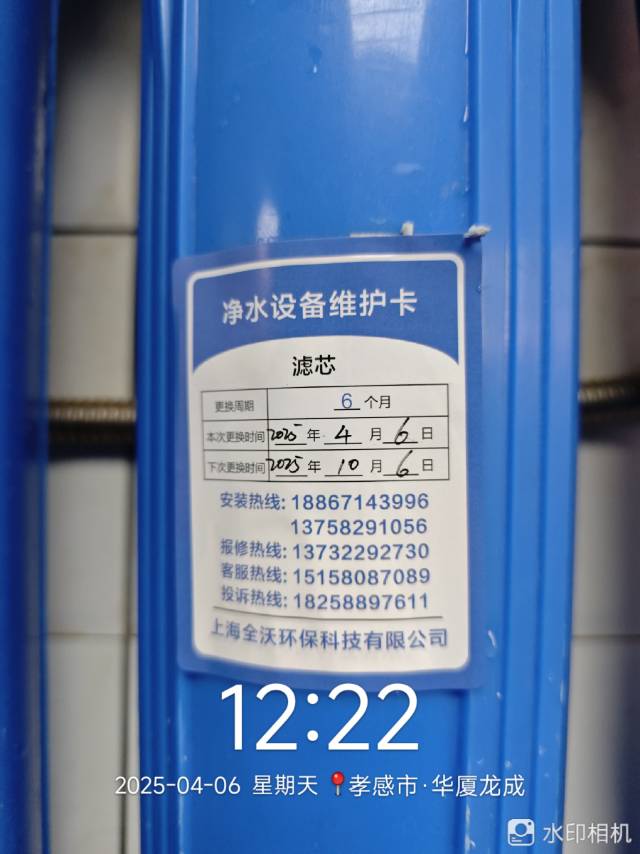 净水设备维护卡
滤芯
更换周期 6 个月
本次更换时间 2025 年 4 月 6 日
下次更换时间 2025 年 10 月 6 日
安装热线: 18867143996
13758291056
报修热线: 13732292730
客服热线: 15158087089
投诉热线: 18258897611
上海全沃环保科技有限公司
12:22
2025-04-06 星期天 孝感市·华厦龙成
水印相机